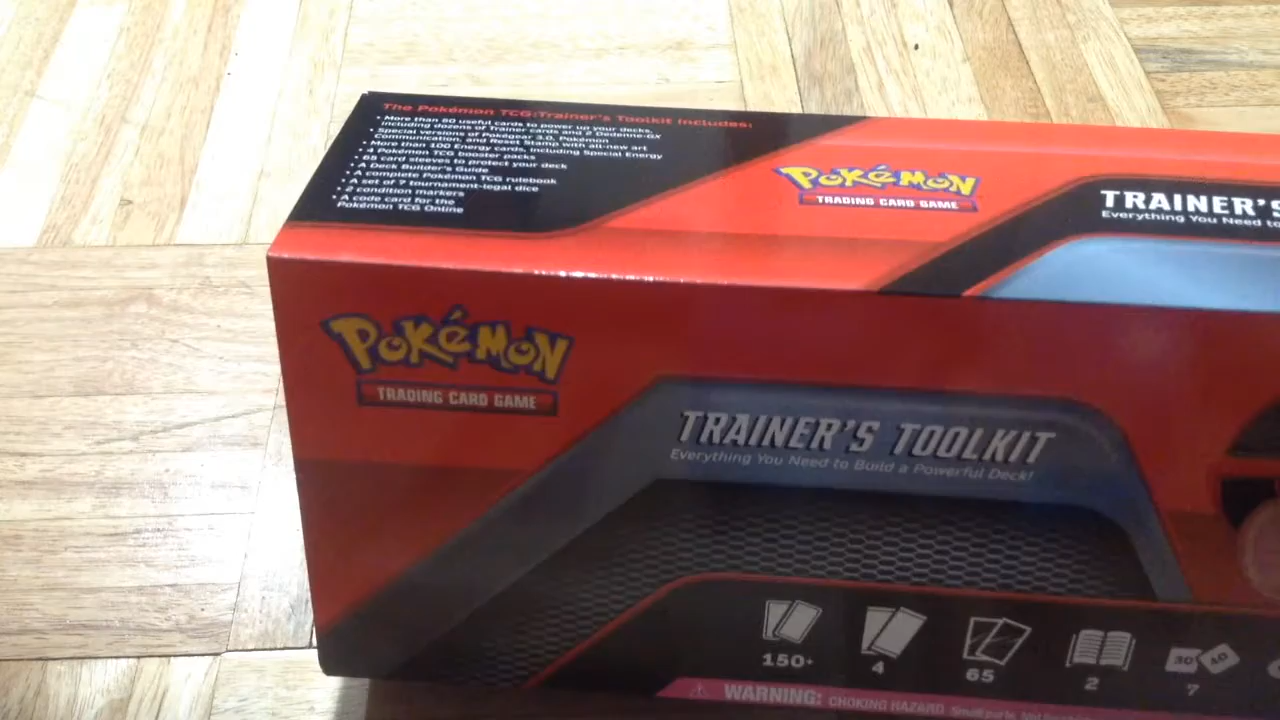 The Pokémon TCG: Trainer's Toolkit includes:
• More than 50 useful cards to power up your decks,
including dozens of Trainer cards and 2 Dedenne-GX
• Special versions of Pokégear 3.0, Pokémon
Communication, and Reset Stamp with all-new art
• More than 100 Energy cards, including Special Energy
• 4 Pokémon TCG booster packs
• 65 card sleeves to protect your deck
• A Deck Builder's Guide
• A complete Pokémon TCG rulebook
• A set of 7 tournament-legal dice
• 2 condition markers
• A code card for the
Pokémon TCG Online
POKéMON
TRADING CARD GAME
TRAINER'S
Everything You Need to
POKéMON
TRADING CARD GAME
TRAINER'S TOOLKIT
Everything You Need to Build a Powerful Deck!
30 40
150+ 4 65 2 7
WARNING: CHOKING HAZARD Small parts.